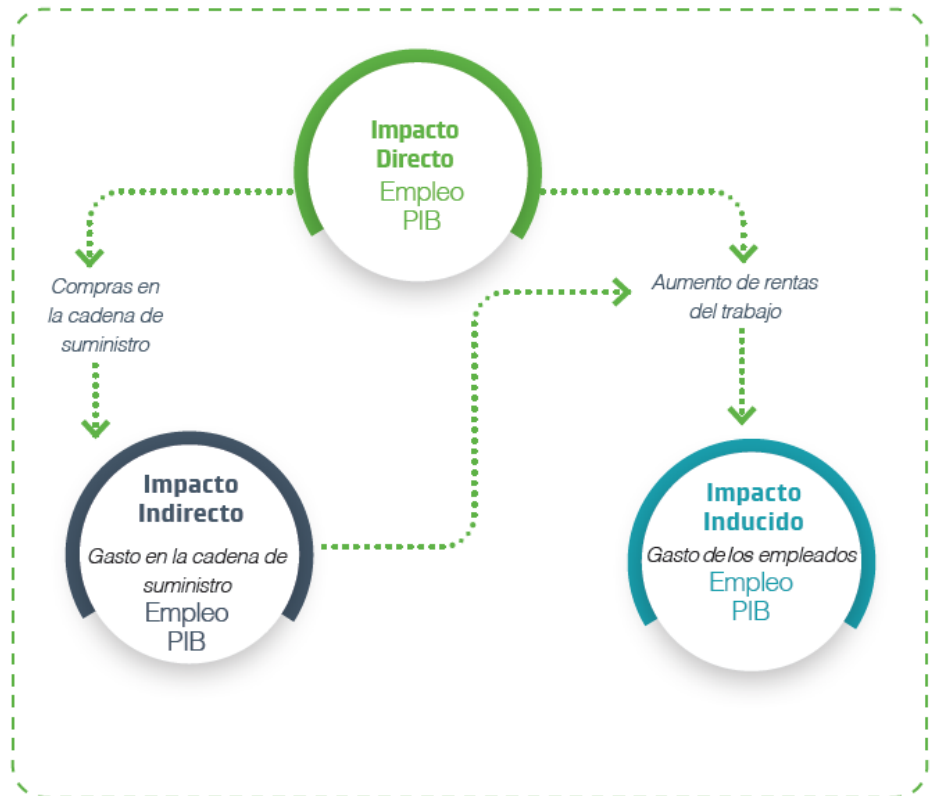 Impacto
Directo
Empleo
PIB
Compras en
la cadena de
suministro
Aumento de rentas
del trabajo
Impacto
Indirecto
Gasto en la cadena de
suministro
Empleo
PIB
Impacto
Inducido
Gasto de los empleados
Empleo
PIB